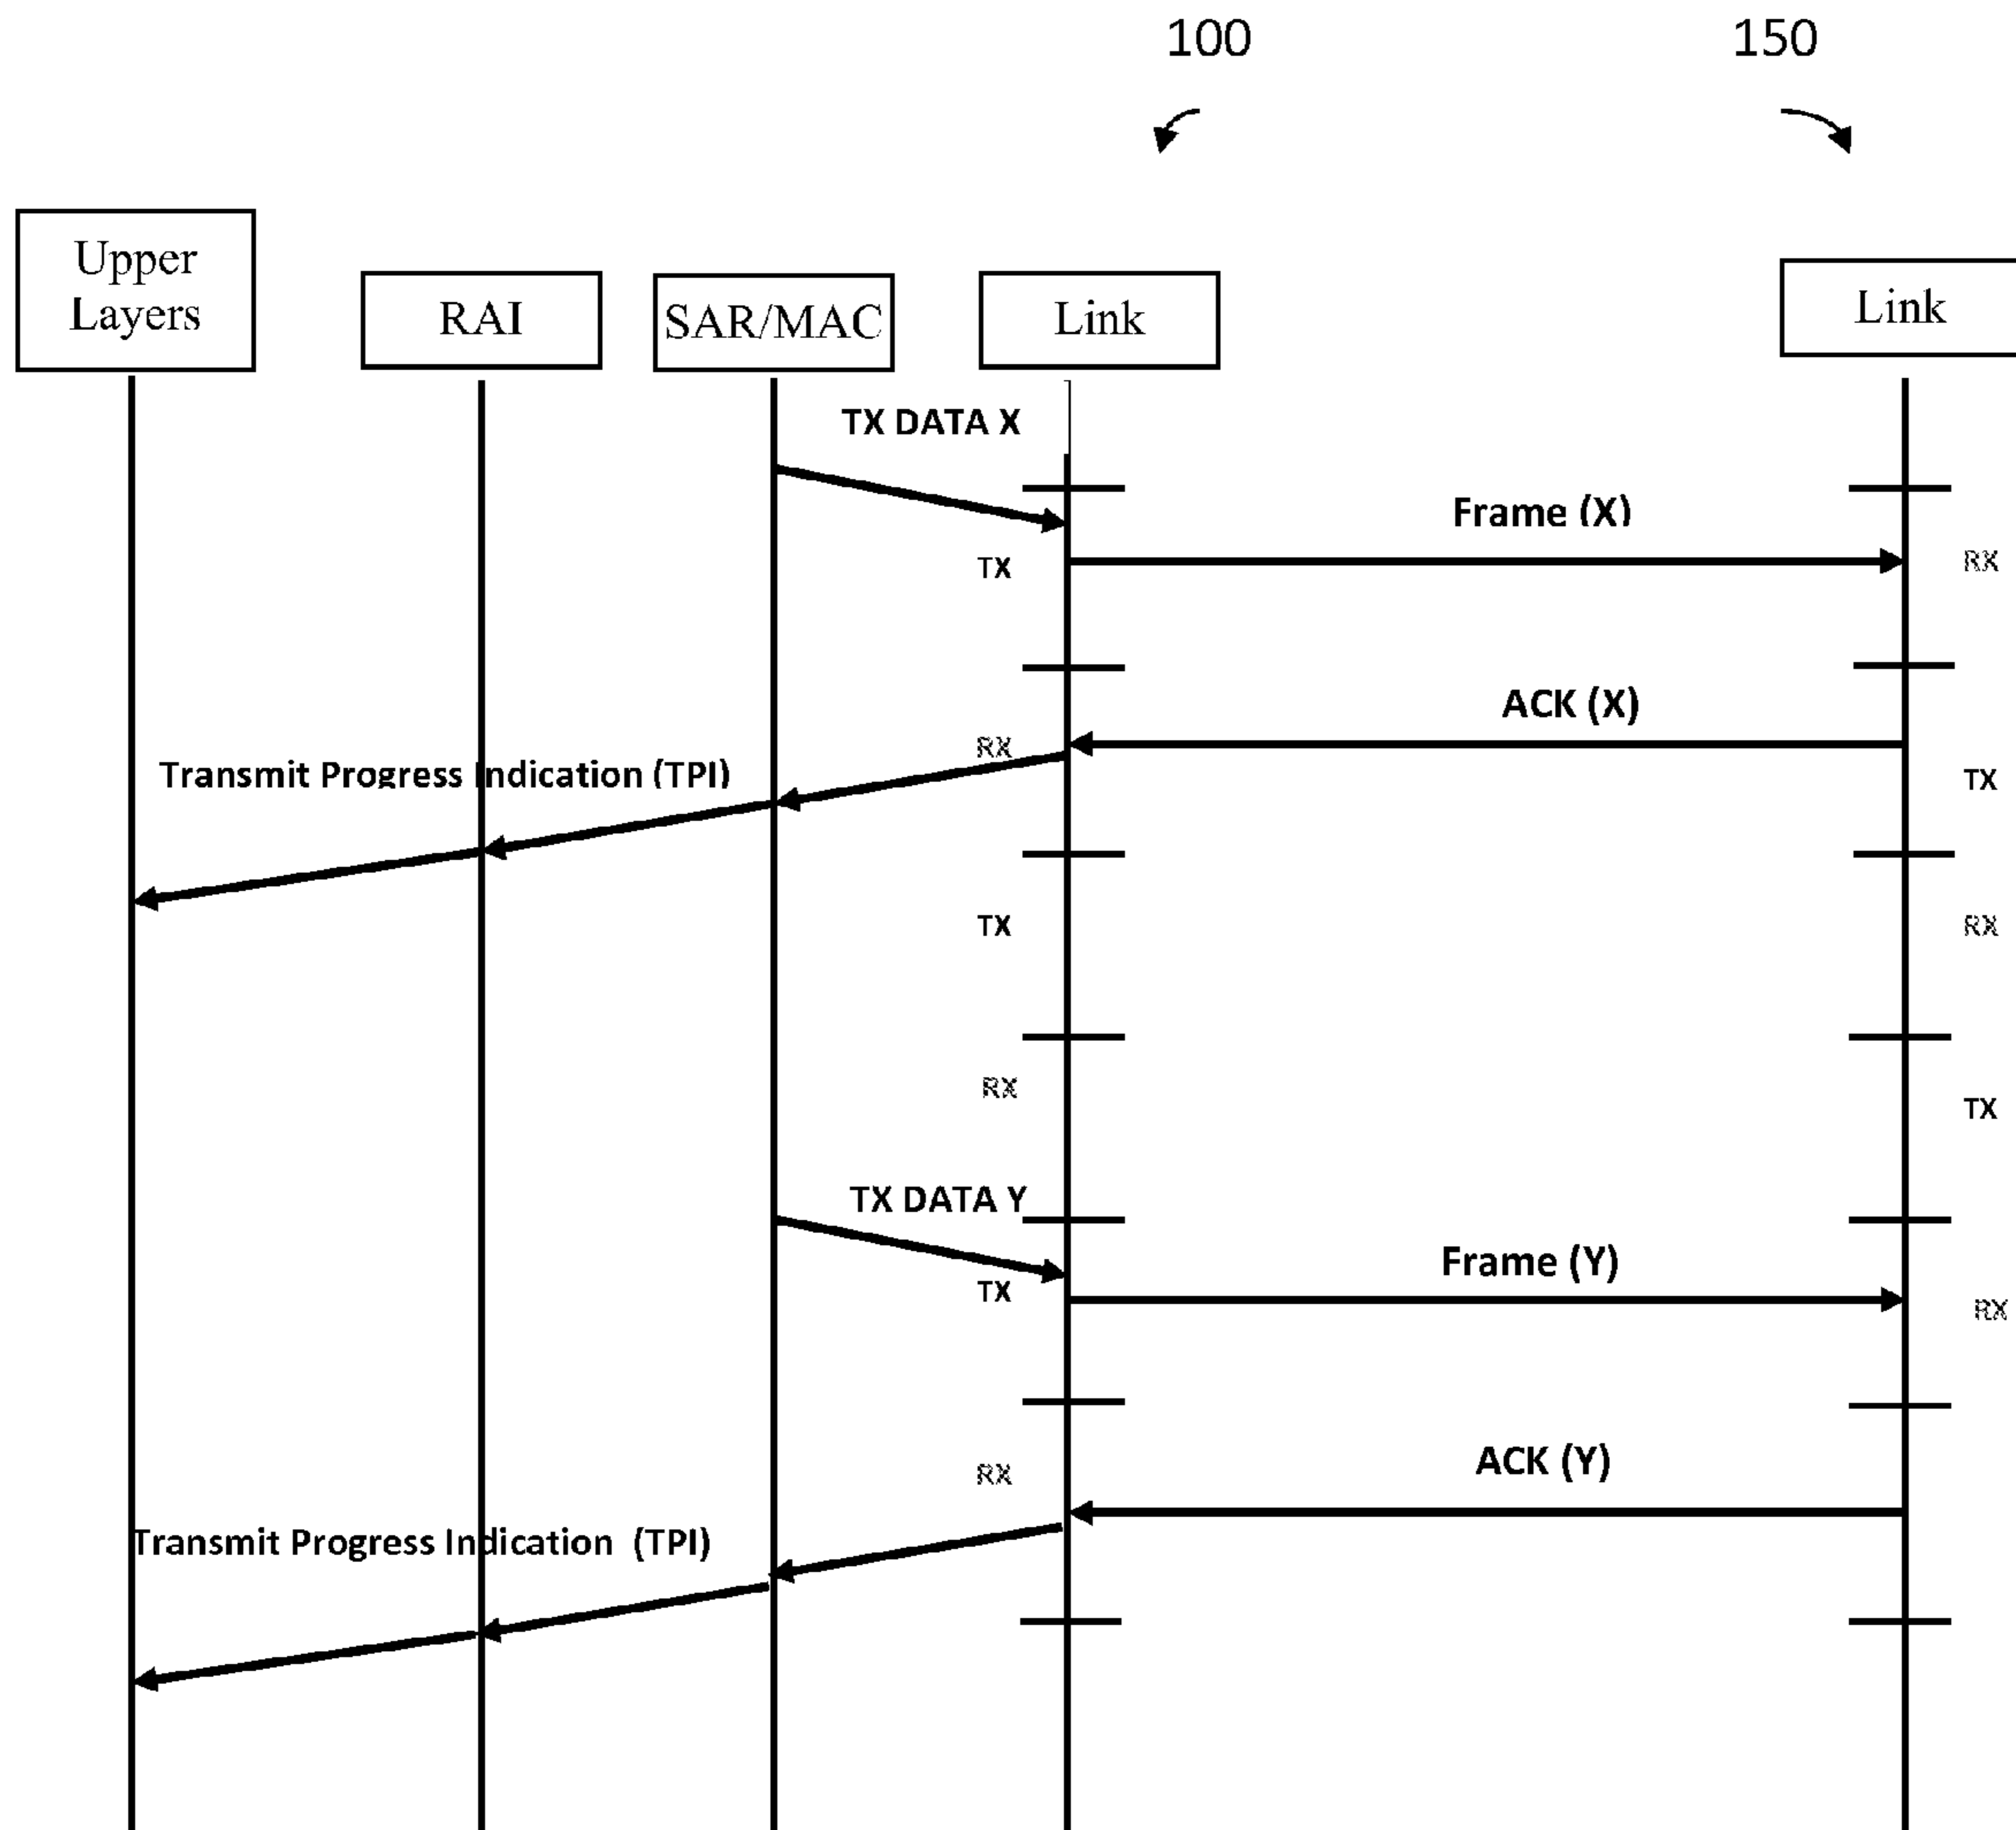 100
150
Upper
Layers
RAI
SAR/MAC
Link
Link
TX DATA X
Frame (X)
TX
RX
ACK (X)
RX
Transmit Progress Indication (TPI)
TX
TX
RX
RX
TX
TX DATA Y
Frame (Y)
TX
RX
ACK (Y)
RX
Transmit Progress Indication (TPI)